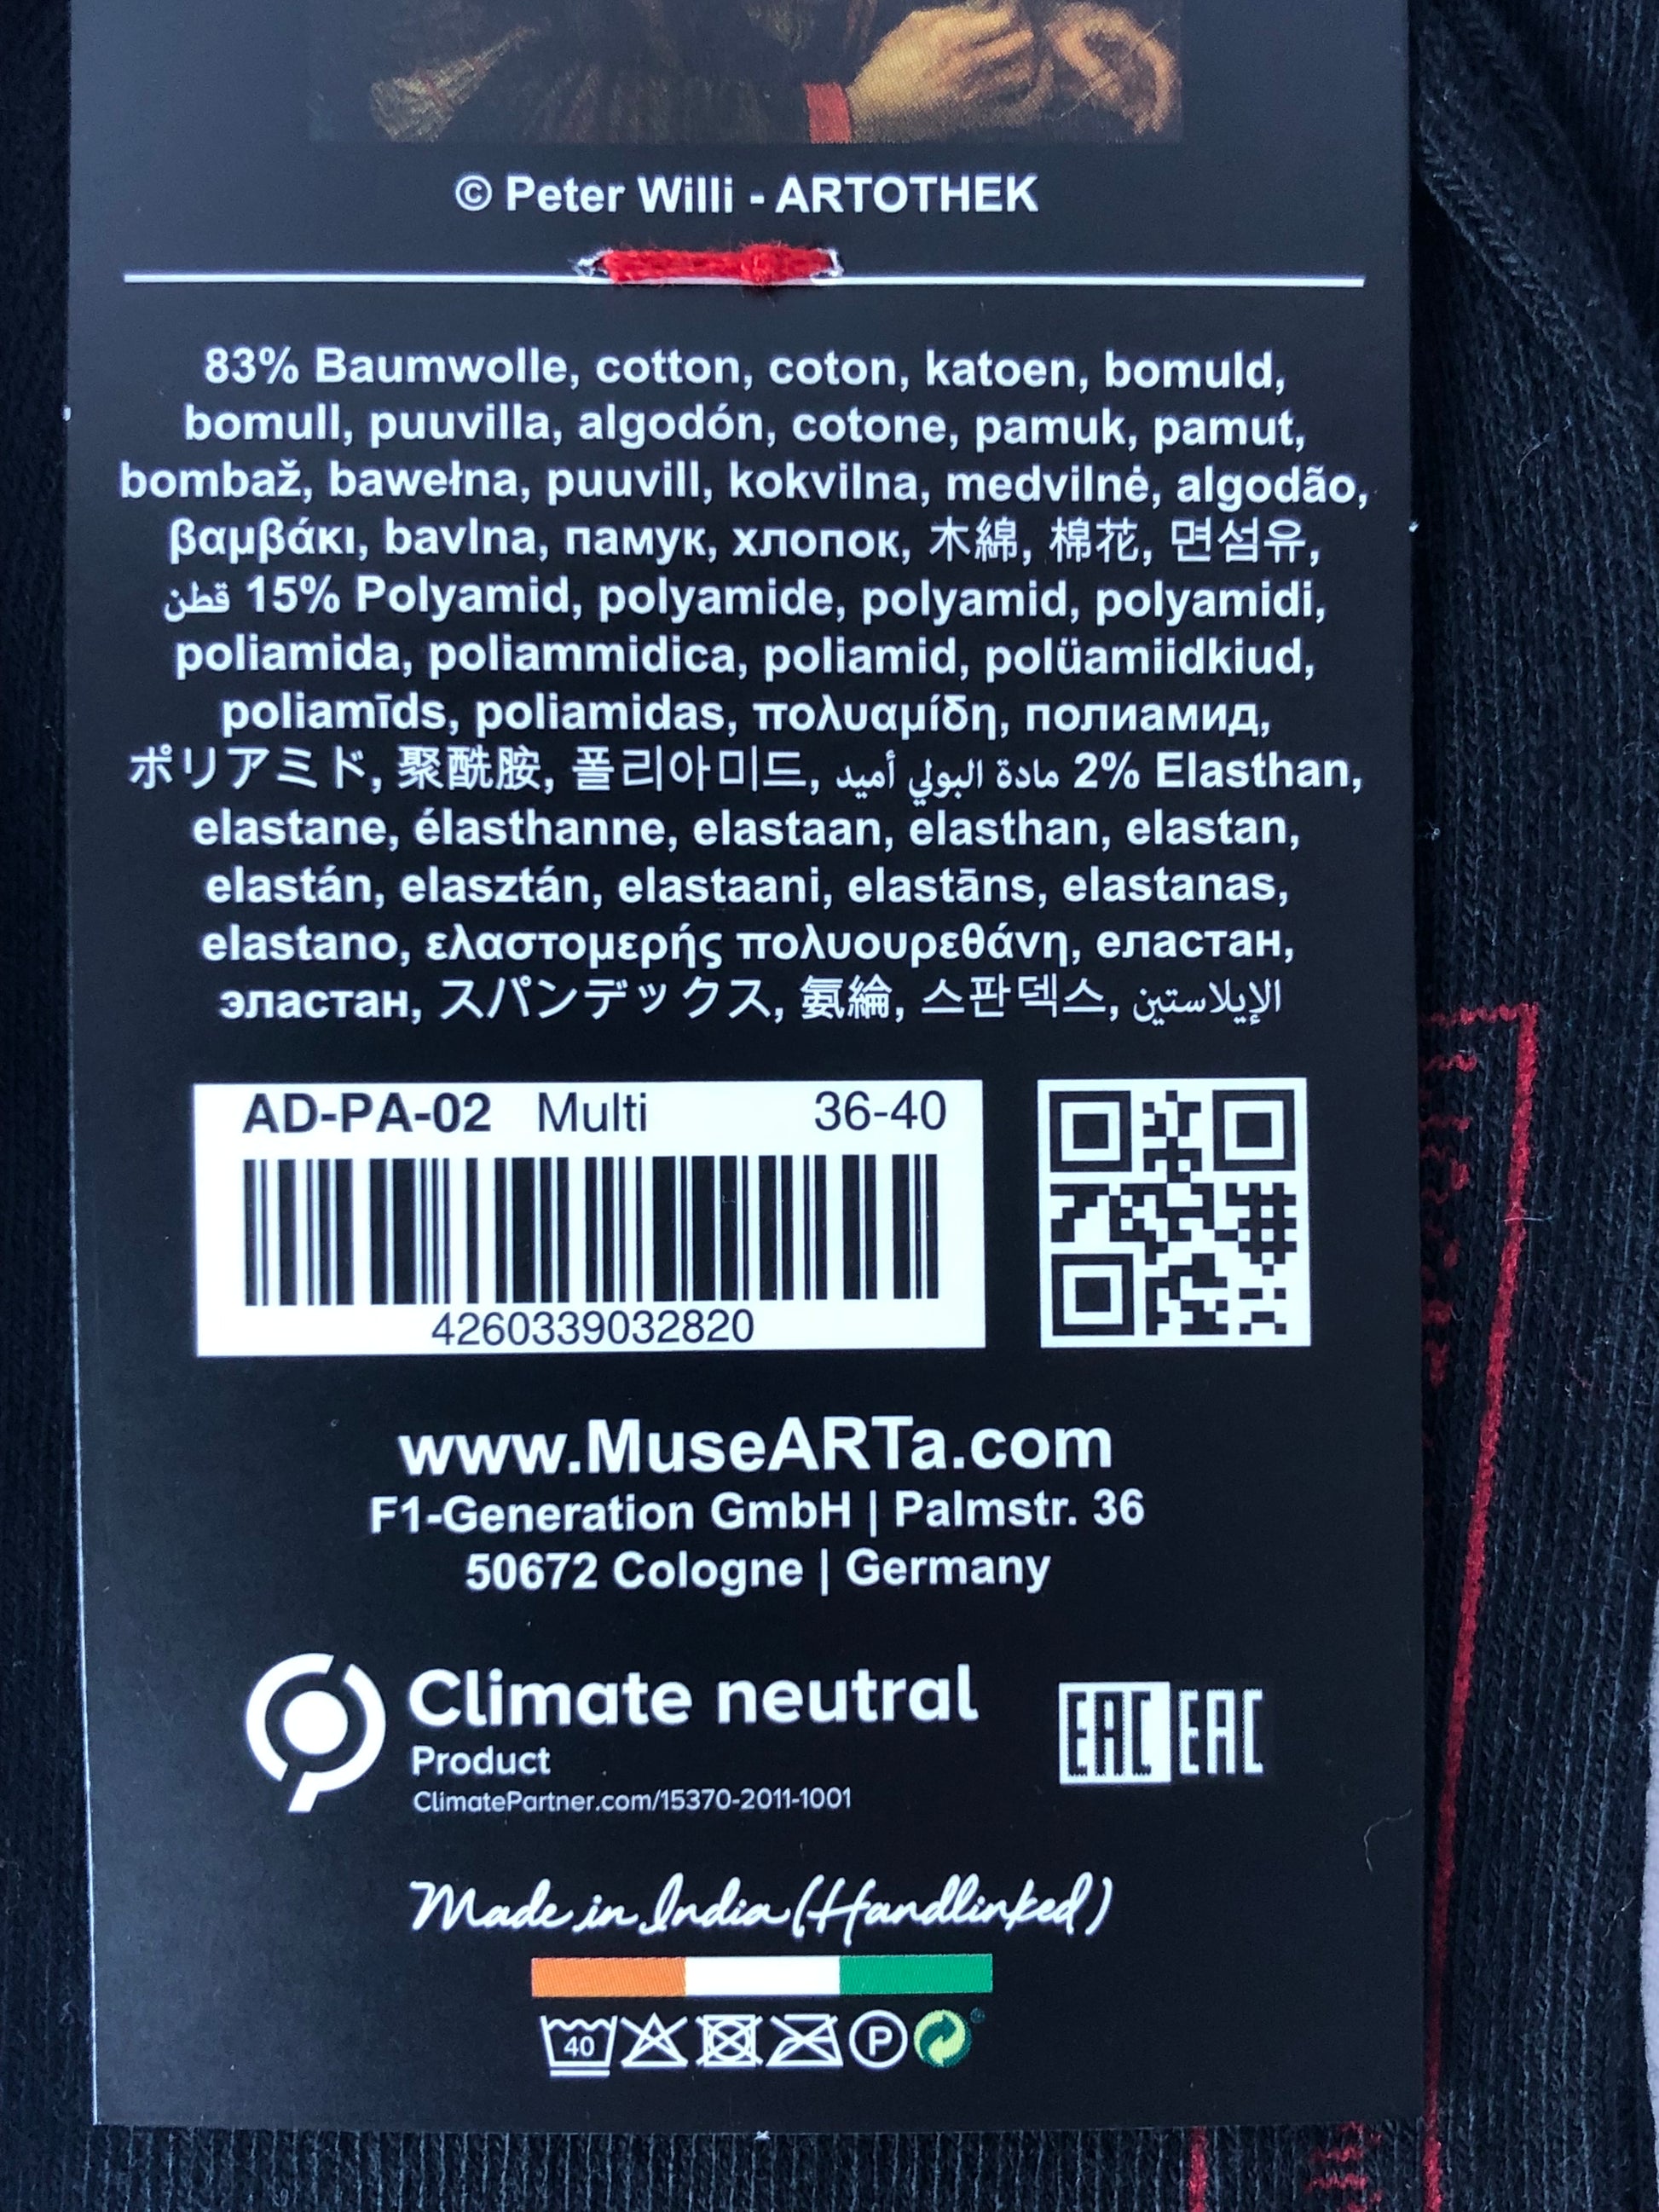 © Peter Willi - ARTOTHEK
83% Baumwolle, cotton, coton, katoen, bomuld,
bomull, puuvilla, algodón, cotone, pamuk, pamut,
bombaž, bawełna, puuvill, kokvilna, medvilnė, algodão,
βαμβάκι, bavlna, памук, хлопок, 木綿, 棉花, 면섬유,
قطن 15% Polyamid, polyamide, polyamid, polyamidi,
poliamida, poliammidica, poliamid, polüamiidkiud,
poliamīds, poliamidas, πολυαμίδη, полиамид,
ポリアミド, 聚酰胺, 폴리아미드, مادة البولي أميد 2% Elasthan,
elastane, élasthanne, elastaan, elasthan, elastan,
elastán, elasztán, elastaani, elastāns, elastanas,
elastano, ελαστομερής πολυουρεθάνη, еластан,
эластан, スパンデックス, 氨綸, 스판덱스, الإيلاستين
AD-PA-02 Multi 36-40
4260339032820
www.MuseARTa.com
F1-Generation GmbH | Palmstr. 36
50672 Cologne | Germany
Climate neutral
Product
ClimatePartner.com/15370-2011-1001
EAC EAC
Made in India (Handlinked)
40 P